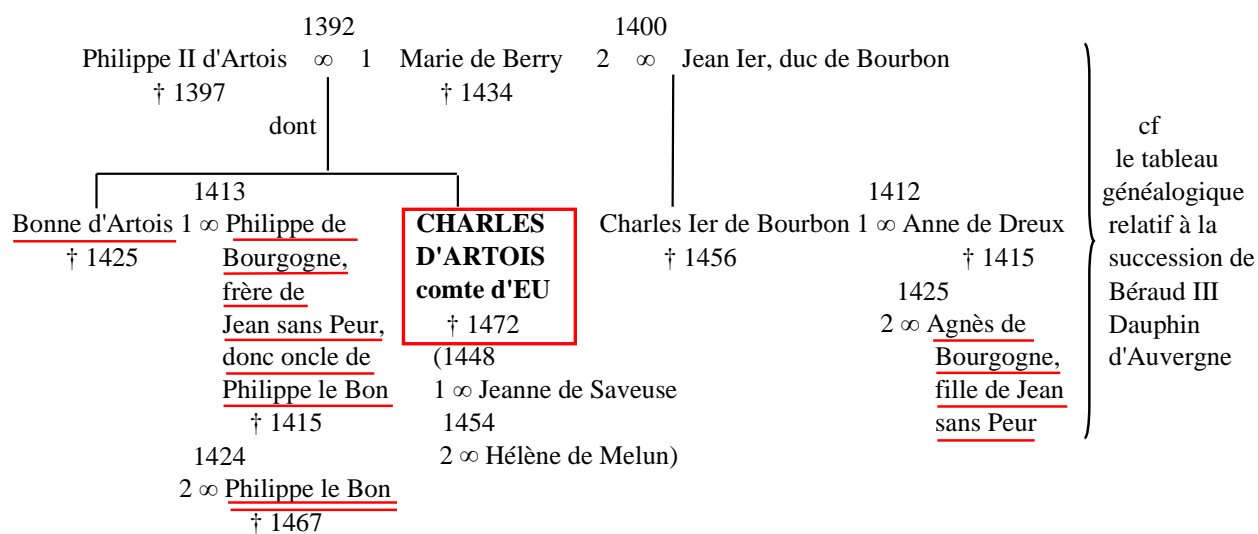 1392 1400
Philippe II d'Artois ∞ 1 Marie de Berry 2 ∞ Jean Ier, duc de Bourbon
† 1397 † 1434
dont
1413 1412
Bonne d'Artois 1 ∞ Philippe de Bourgogne, frère de Jean sans Peur, donc oncle de Philippe le Bon
† 1425
† 1415
1424
2 ∞ Philippe le Bon
† 1467
CHARLES
D'ARTOIS
comte d'EU
† 1472
(1448
1 ∞ Jeanne de Saveuse
1454
2 ∞ Hélène de Melun)
Charles Ier de Bourbon 1 ∞ Anne de Dreux
† 1456 † 1415
1425
2 ∞ Agnès de
Bourgogne,
fille de Jean
sans Peur
cf
le tableau
généalogique
relatif à la
succession de
Béraud III
Dauphin
d'Auvergne